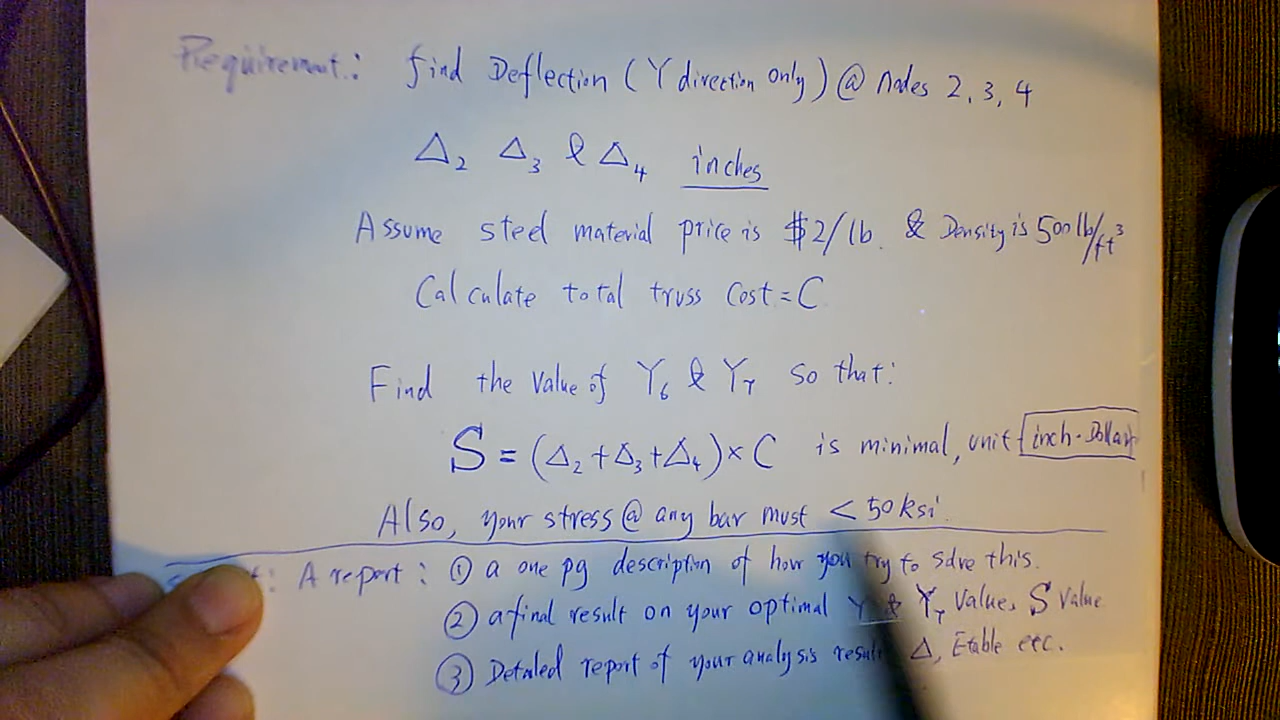 Requirement: find Deflection (Y direction only) @ nodes 2, 3, 4
Δ₂ Δ₃ & Δ₄ inches
Assume steel material price is $2/lb. & Density is 500 lb/ft³
Calculate total truss cost = C
Find the value of Y₆ & Y₇ so that:
S = (Δ₂ + Δ₃ + Δ₄) × C is minimal, unit inch-Dollar
Also, your stress @ any bar must < 50 ksi.
: A report: ① a one pg description of how you try to solve this.
② a final result on your optimal Y & Y₇ values, S value
③ Detailed report of your analysis result Δ, Etable etc.